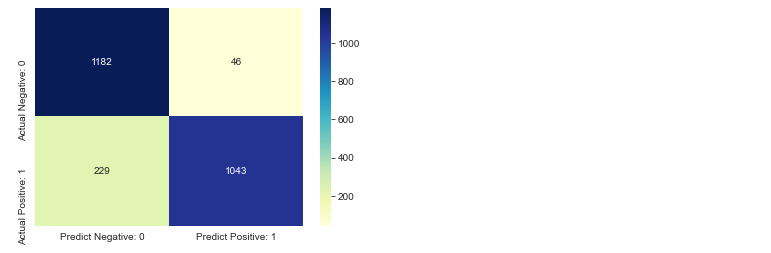 1182
46
229
1043
Actual Negative: 0
Actual Positive: 1
Predict Negative: 0
Predict Positive: 1
1000
800
600
400
200